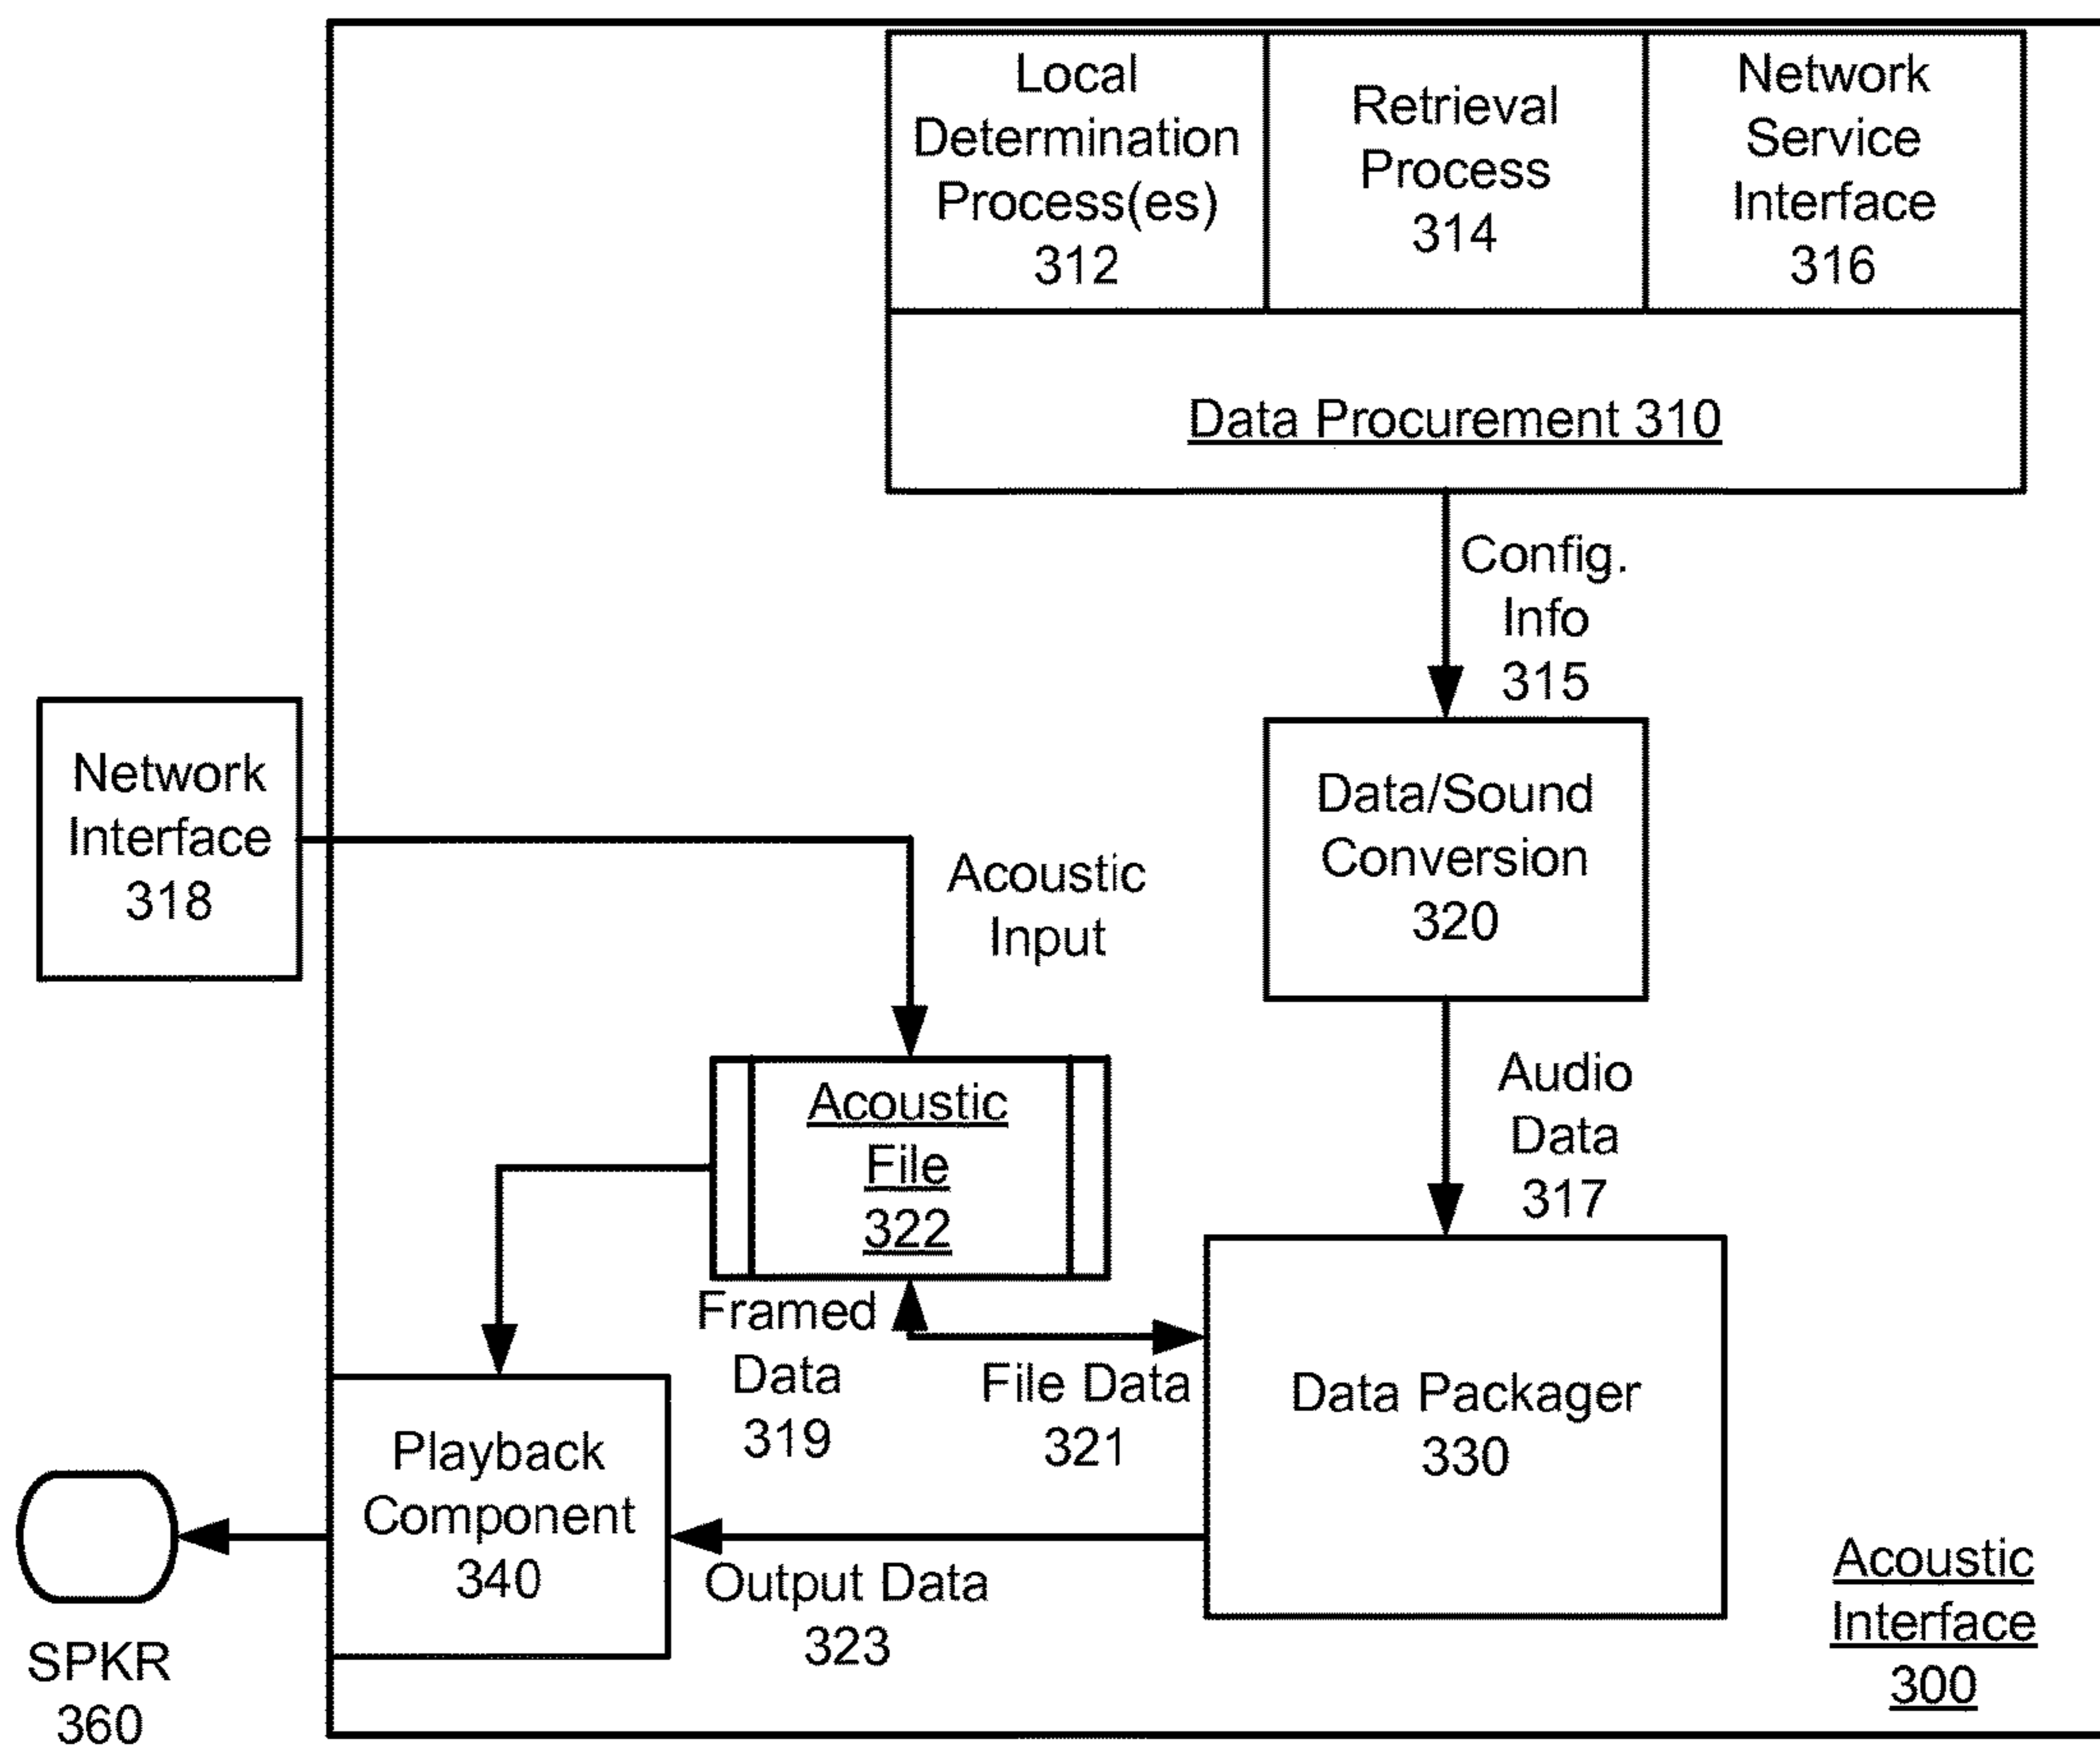 Local
Determination
Process(es)
312
Retrieval
Process
314
Network
Service
Interface
316
Data Procurement 310
Config.
Info
315
Network
Interface
318
Data/Sound
Conversion
320
Acoustic
Input
Audio
Data
317
Acoustic
File
322
Framed
Data
319
File Data
321
Data Packager
330
Playback
Component
340
Output Data
323
SPKR
360
Acoustic
Interface
300